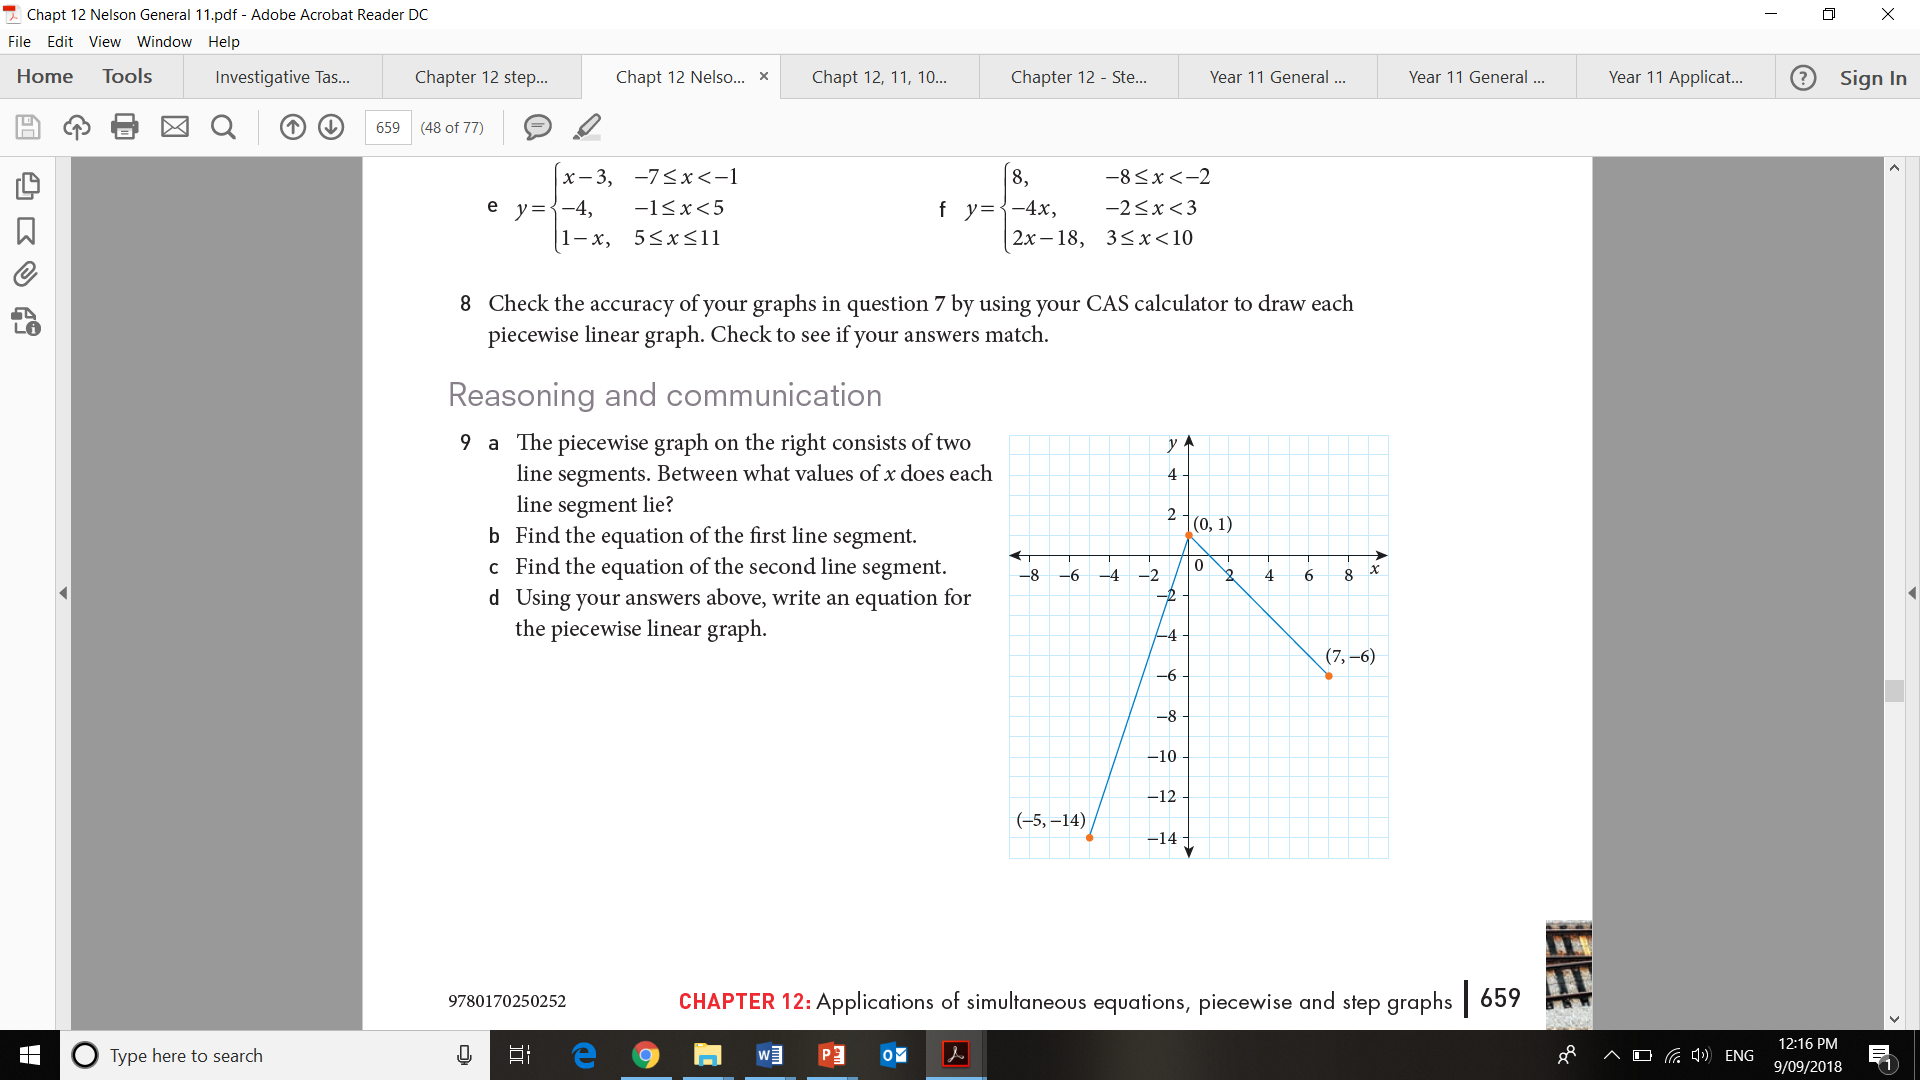 Chapt 12 Nelson General 11.pdf - Adobe Acrobat Reader DC
File Edit View Window Help
Home Tools Investigative Tas... Chapter 12 step... Chapt 12 Nelso... × Chapt 12, 11, 10... Chapter 12 - Ste... Year 11 General ... Year 11 General ... Year 11 Applicat... ? Sign In
659 (48 of 77)
e y = { x − 3, −7 ≤ x < −1
−4, −1 ≤ x < 5
1 − x, 5 ≤ x ≤ 11
f y = { 8, −8 ≤ x < −2
−4x, −2 ≤ x < 3
2x − 18, 3 ≤ x < 10
8 Check the accuracy of your graphs in question 7 by using your CAS calculator to draw each
piecewise linear graph. Check to see if your answers match.
Reasoning and communication
9 a The piecewise graph on the right consists of two
line segments. Between what values of x does each
line segment lie?
b Find the equation of the first line segment.
c Find the equation of the second line segment.
d Using your answers above, write an equation for
the piecewise linear graph.
y
4
2
(0, 1)
−8 −6 −4 −2 0 2 4 6 8 x
−2
−4
(7, −6)
−6
−8
−10
−12
(−5, −14)
−14
9780170250252
CHAPTER 12: Applications of simultaneous equations, piecewise and step graphs 659
Type here to search
ENG
12:16 PM
9/09/2018
1